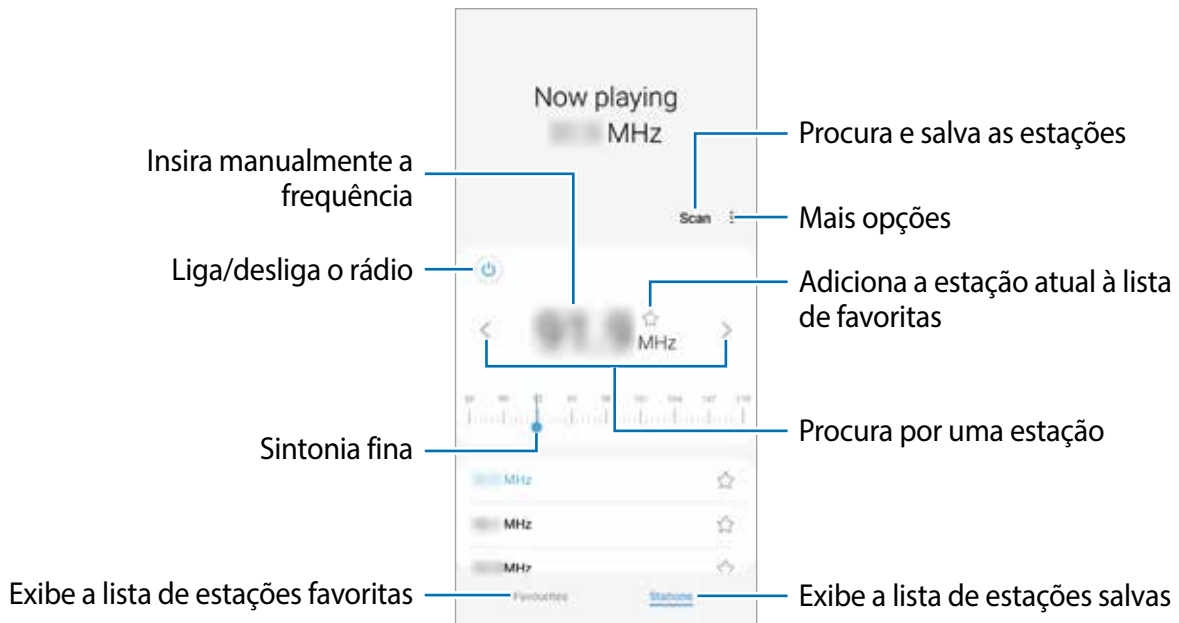 Now playing
MHz
Procura e salva as estações
Insira manualmente a
frequência
Scan
Mais opções
Liga/desliga o rádio
Adiciona a estação atual à lista
de favoritas
91.9
MHz
Procura por uma estação
Sintonia fina
MHz
MHz
MHz
Exibe a lista de estações favoritas
Favourites
Stations
Exibe a lista de estações salvas